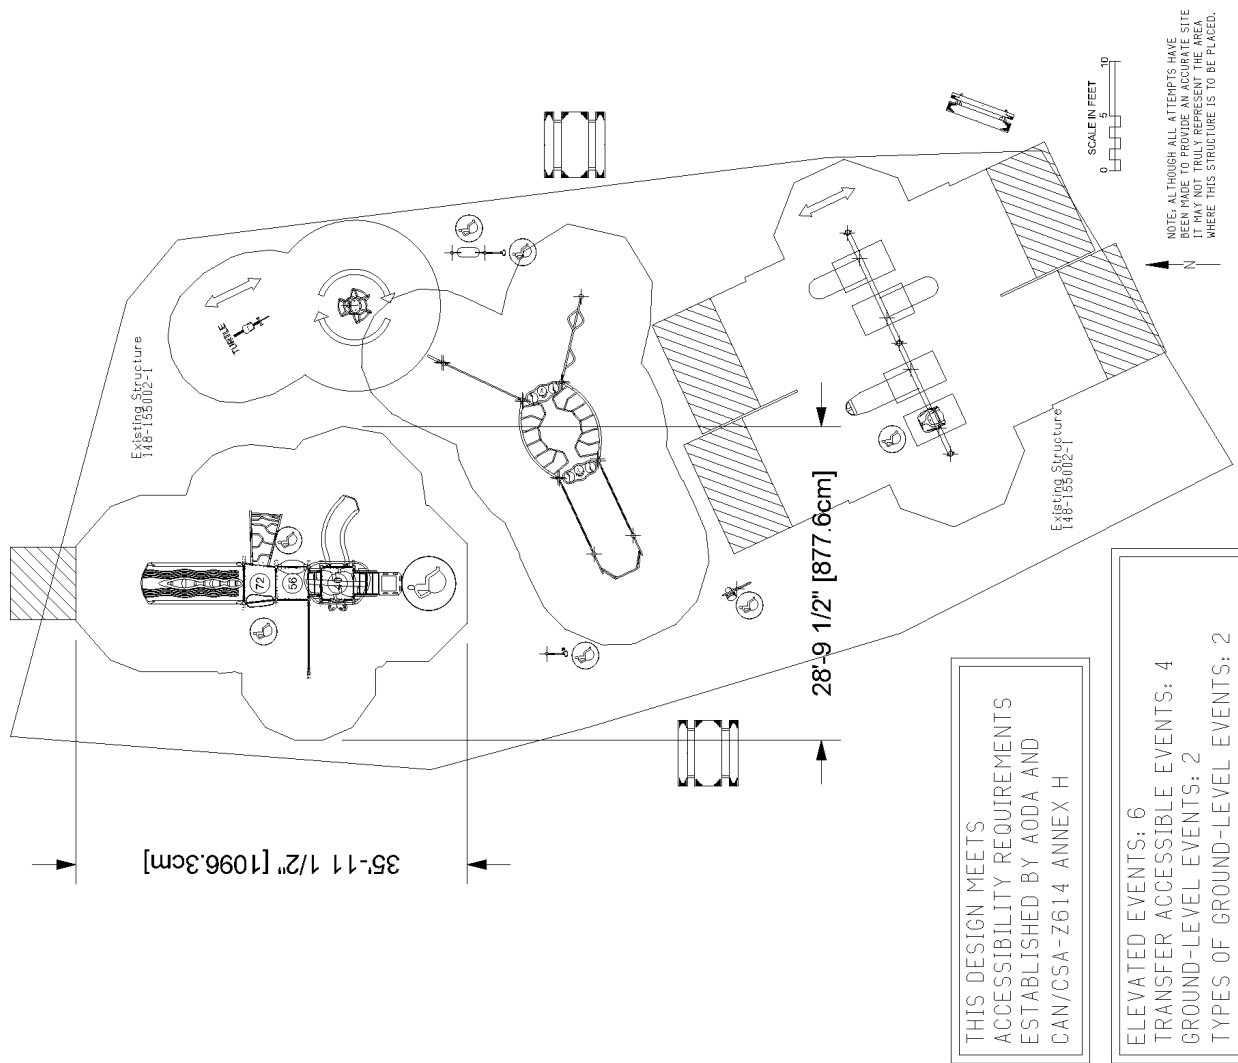 Existing Structure
148-155002-1
TURTLE
72
56
40
28'-9 1/2" [877.6cm]
35'-11 1/2" [1096.3cm]
Existing Structure
148-155002-1
SCALE IN FEET
0 5 10
N
NOTE: ALTHOUGH ALL ATTEMPTS HAVE
BEEN MADE TO PROVIDE AN ACCURATE SITE
IT MAY NOT TRULY REPRESENT THE AREA
WHERE THIS STRUCTURE IS TO BE PLACED.
THIS DESIGN MEETS
ACCESSIBILITY REQUIREMENTS
ESTABLISHED BY AODA AND
CAN/CSA-Z614 ANNEX H
ELEVATED EVENTS: 6
TRANSFER ACCESSIBLE EVENTS: 4
GROUND-LEVEL EVENTS: 2
TYPES OF GROUND-LEVEL EVENTS: 2